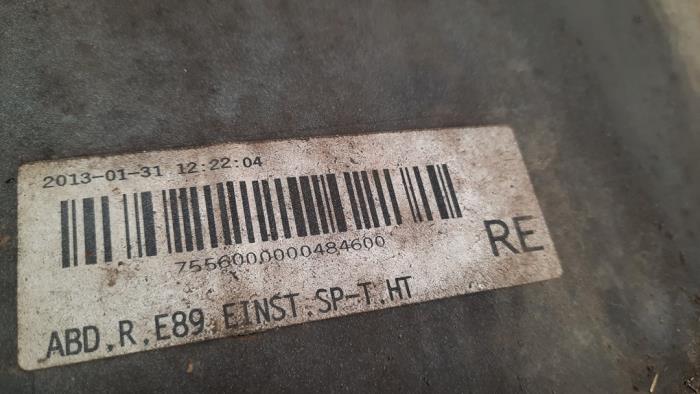 2013-01-31 12:22:04
7556000000484600
RE
ABD.R.E89.EINST.SP-T.HT